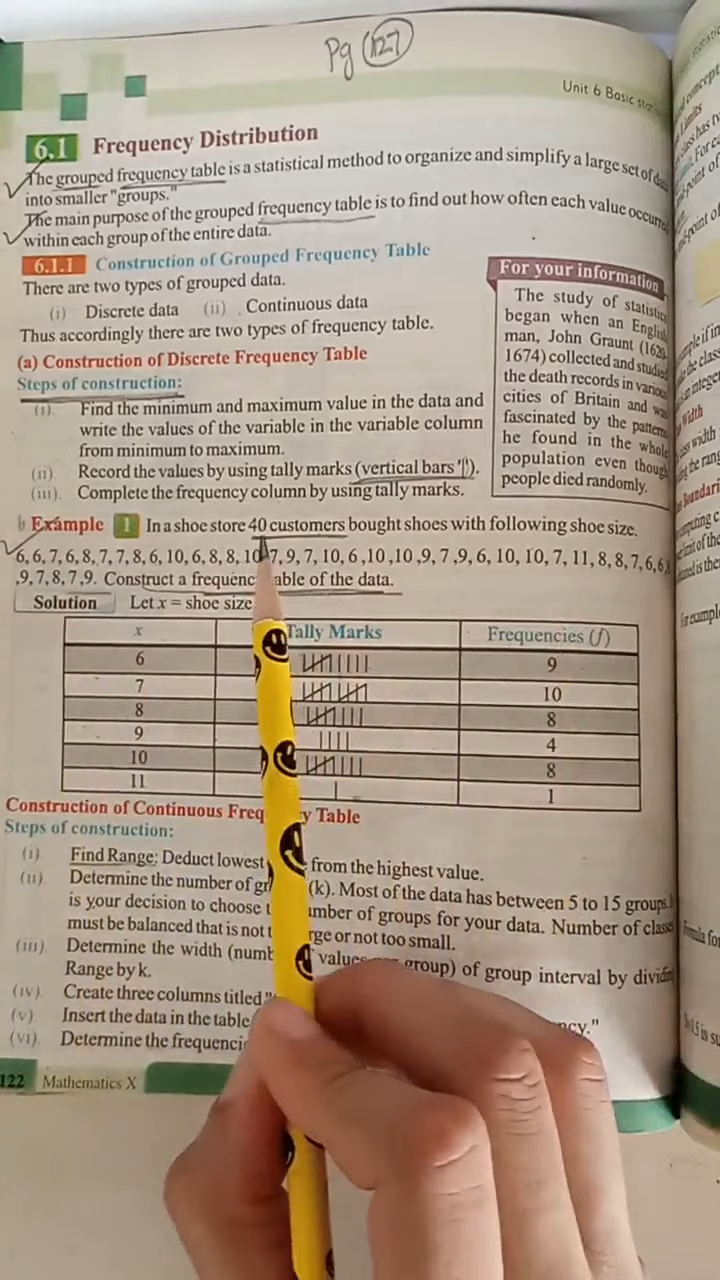 Pg 127
Unit 6 Basic
6.1 Frequency Distribution
The grouped frequency table is a statistical method to organize and simplify a large set of
into smaller "groups."
The main purpose of the grouped frequency table is to find out how often each value occurred
within each group of the entire data.
6.1.1 Construction of Grouped Frequency Table
There are two types of grouped data.
(i) Discrete data (ii) Continuous data
Thus accordingly there are two types of frequency table.
(a) Construction of Discrete Frequency Table
Steps of construction:
(i). Find the minimum and maximum value in the data and
write the values of the variable in the variable column
from minimum to maximum.
(ii) Record the values by using tally marks (vertical bars '|').
(iii). Complete the frequency column by using tally marks.
For your information
The study of statistics
began when an English
man, John Graunt (1620-
1674) collected and studied
the death records in various
cities of Britain and was
fascinated by the patterns
he found in the whole
population even though
people died randomly.
Example 1 In a shoe store 40 customers bought shoes with following shoe size.
6, 6, 7, 6, 8, 7, 7, 8, 6, 10, 6, 8, 8, 10 7, 9, 7, 10, 6 ,10 ,10 ,9, 7 ,9, 6, 10, 10, 7, 11, 8, 8, 7, 6, 6,
,9, 7, 8, 7 ,9. Construct a table of the data.
Solution Let x = shoe size
x Tally Marks Frequencies (f)
6 9
7 10
8 8
9 4
10 8
11 1
Construction of Continuous Table
Steps of construction:
(i) Find Range: Deduct lowest from the highest value.
(ii) Determine the number of (k). Most of the data has between 5 to 15 groups.
is your decision to choose number of groups for your data. Number of classes
must be balanced that is not or not too small.
(iii) Determine the width group) of group interval by dividing
Range by k.
(iv). Create three columns titled
(v). Insert the data in the table
(vi). Determine the
122 Mathematics X